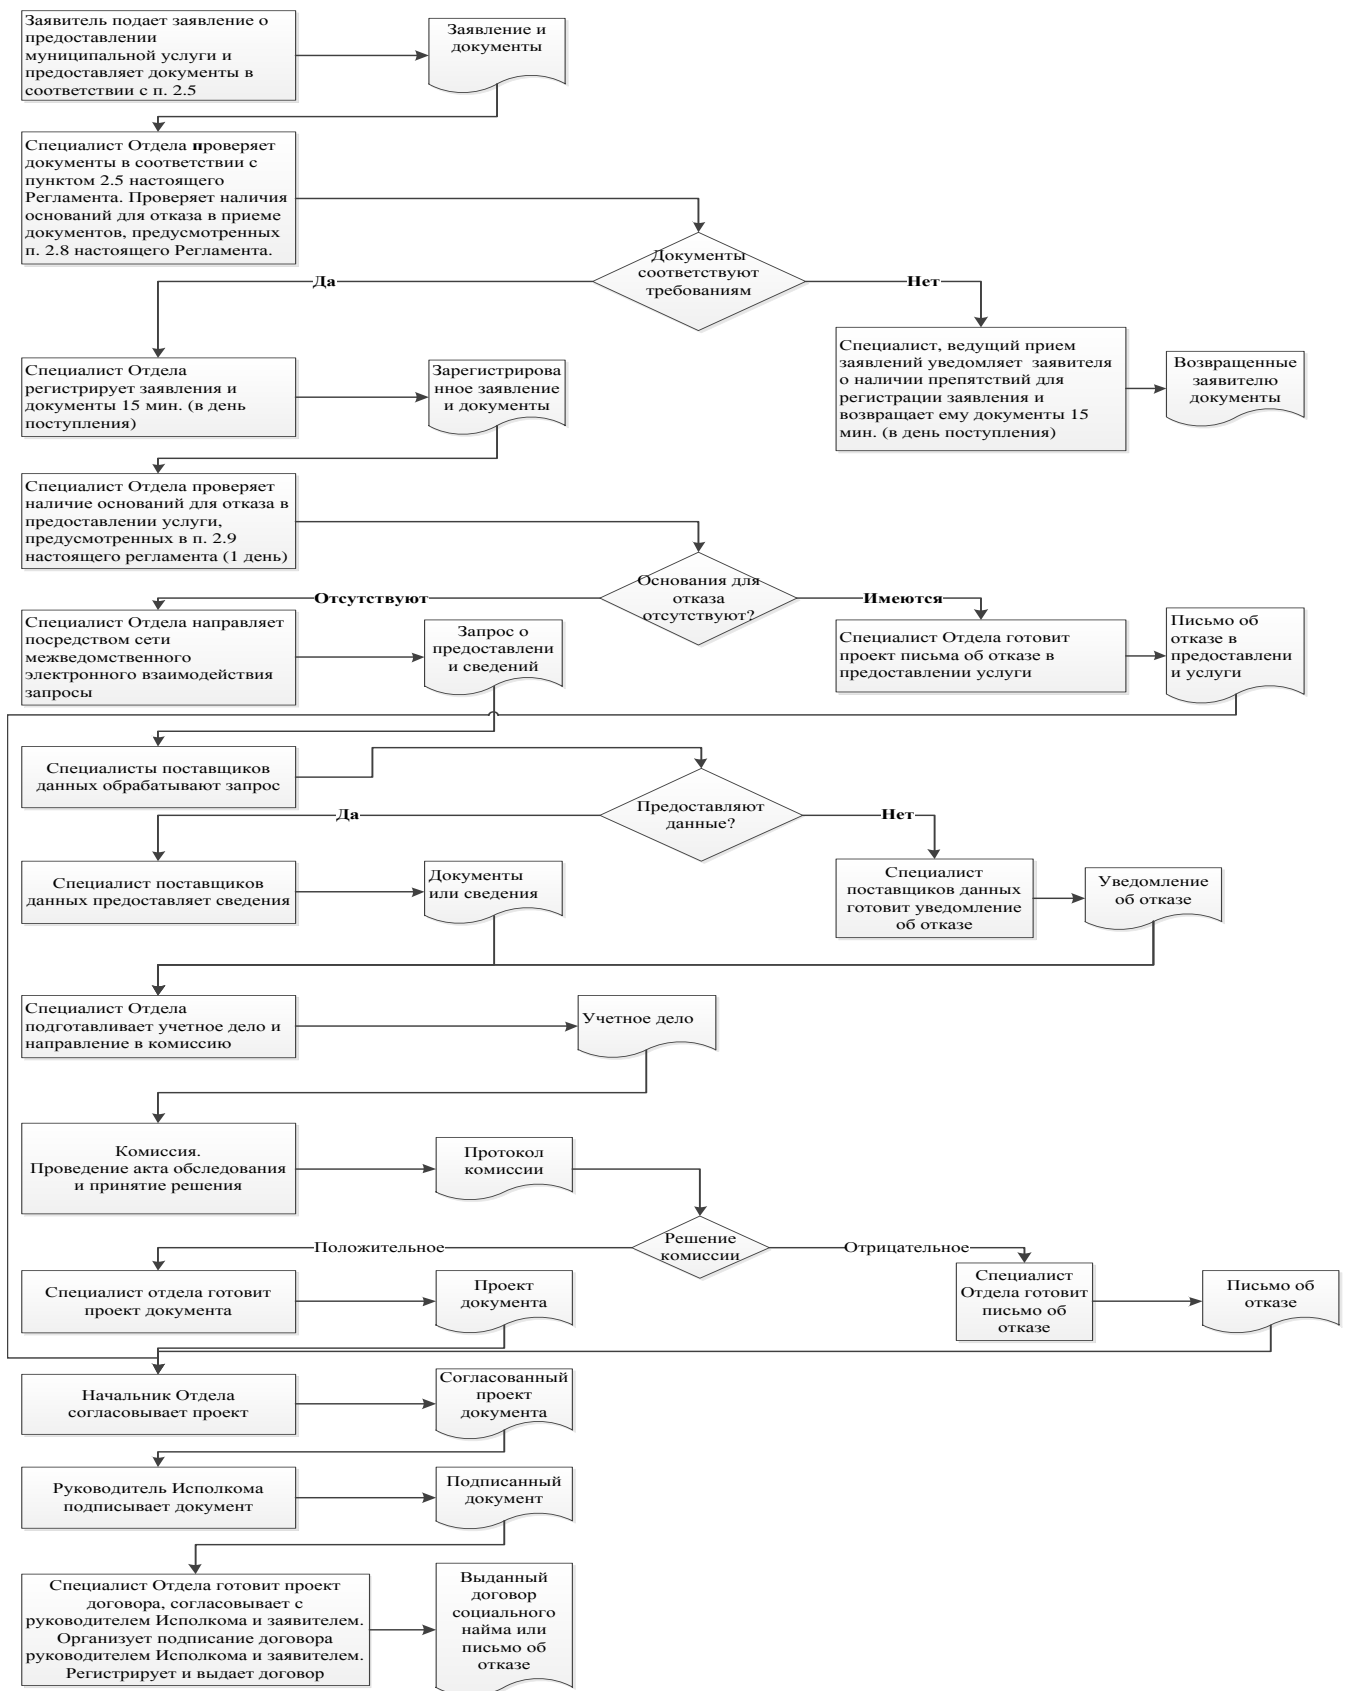 Заявитель подает заявление о
предоставлении
муниципальной услуги и
предоставляет документы в
соответствии с п. 2.5
Заявление и
документы
Специалист Отдела проверяет
документы в соответствии с
пунктом 2.5 настоящего
Регламента. Проверяет наличия
оснований для отказа в приеме
документов, предусмотренных
п. 2.8 настоящего Регламента.
Документы
соответствуют
требованиям
Да
Нет
Специалист Отдела
регистрирует заявления и
документы 15 мин. (в день
поступления)
Зарегистрирова
нное заявление
и документы
Специалист, ведущий прием
заявлений уведомляет заявителя
о наличии препятствий для
регистрации заявления и
возвращает ему документы 15
мин. (в день поступления)
Возвращенные
заявителю
документы
Специалист Отдела проверяет
наличие оснований для отказа в
предоставлении услуги,
предусмотренных в п. 2.9
настоящего регламента (1 день)
Основания для
отказа
отсутствуют?
Отсутствуют
Имеются
Специалист Отдела направляет
посредством сети
межведомственного
электронного взаимодействия
запросы
Запрос о
предоставлени
и сведений
Специалист Отдела готовит
проект письма об отказе в
предоставлении услуги
Письмо об
отказе в
предоставлени
и услуги
Специалисты поставщиков
данных обрабатывают запрос
Предоставляют
данные?
Да
Нет
Специалист поставщиков
данных предоставляет сведения
Документы
или сведения
Специалист
поставщиков данных
готовит уведомление
об отказе
Уведомление
об отказе
Специалист Отдела
подготавливает учетное дело и
направление в комиссию
Учетное дело
Комиссия.
Проведение акта обследования
и принятие решения
Протокол
комиссии
Решение
комиссии
Положительное
Отрицательное
Специалист отдела готовит
проект документа
Проект
документа
Специалист
Отдела готовит
письмо об
отказе
Письмо об
отказе
Начальник Отдела
согласовывает проект
Согласованный
проект
документа
Руководитель Исполкома
подписывает документ
Подписанный
документ
Специалист Отдела готовит проект
договора, согласовывает с
руководителем Исполкома и заявителем.
Организует подписание договора
руководителем Исполкома и заявителем.
Регистрирует и выдает договор
Выданный
договор
социального
найма или
письмо об
отказе